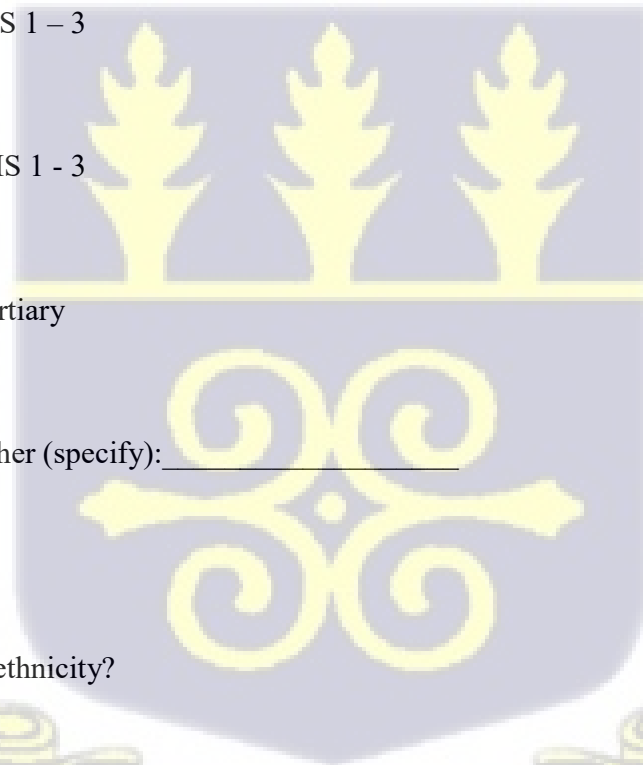 S 1 – 3
IS 1 - 3
rtiary
her (specify):___________________
ethnicity?